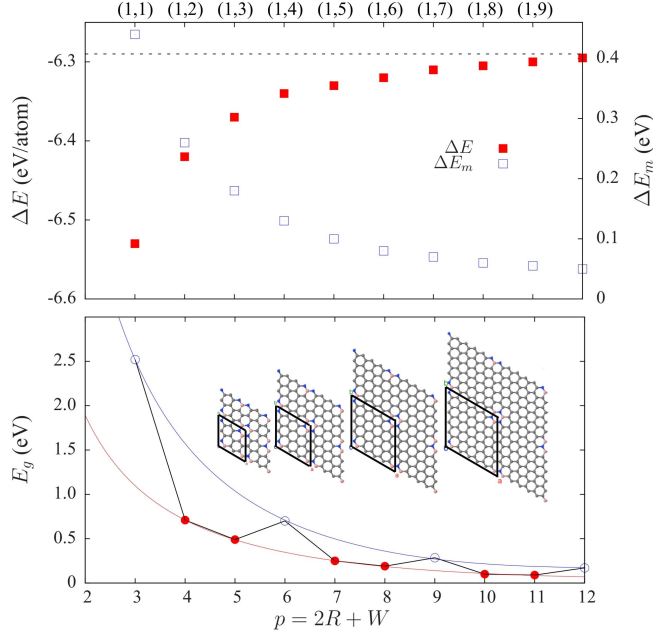 (1,1) (1,2) (1,3) (1,4) (1,5) (1,6) (1,7) (1,8) (1,9)
-6.3
-6.4
-6.5
-6.6
ΔE (eV/atom)
ΔE
ΔEm
0.4
0.3
0.2
0.1
0
ΔEm (eV)
2.5
2.0
1.5
1.0
0.5
0
Eg (eV)
2 3 4 5 6 7 8 9 10 11 12
p = 2R + W